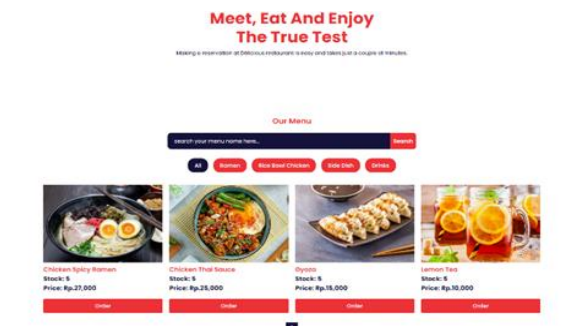 Meet, Eat And Enjoy
The True Test
Making a reservation at Delicious restaurant is easy and takes just a couple of minutes.
Our Menu
search your menu name here...
Search
All
Ramen
Rice Bowl Chicken
Side Dish
Drinks
Chicken Spicy Ramen
Stock: 5
Price: Rp.27,000
Order
Chicken Thai Sauce
Stock: 5
Price: Rp.25,000
Order
Gyoza
Stock: 5
Price: Rp.15,000
Order
Lemon Tea
Stock: 5
Price: Rp.10,000
Order